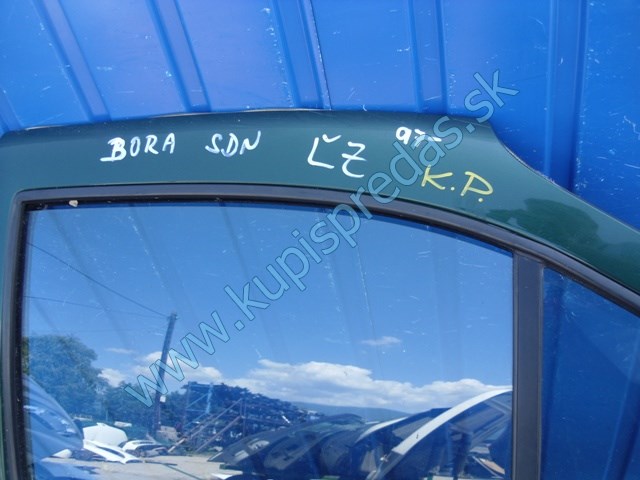 BORA SDN ĽZ 97-
K.P.
www.kupispredas.sk